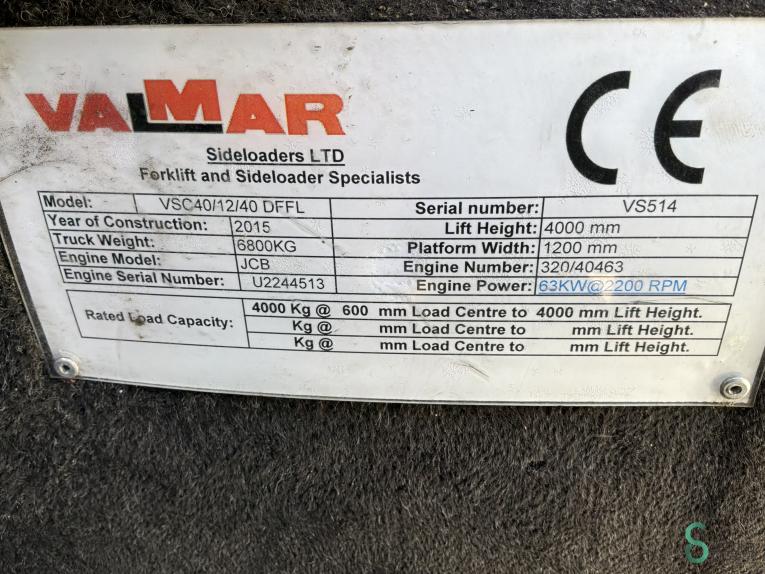 VALMAR
CE
Sideloaders LTD
Forklift and Sideloader Specialists
Model: VSC40/12/40 DFFL Serial number: VS514
Year of Construction: 2015 Lift Height: 4000 mm
Truck Weight: 6800KG Platform Width: 1200 mm
Engine Model: JCB Engine Number: 320/40463
Engine Serial Number: U2244513 Engine Power: 63KW@2200 RPM
Rated Load Capacity: 4000 Kg @ 600 mm Load Centre to 4000 mm Lift Height.
Kg @ mm Load Centre to mm Lift Height.
Kg @ mm Load Centre to mm Lift Height.
S